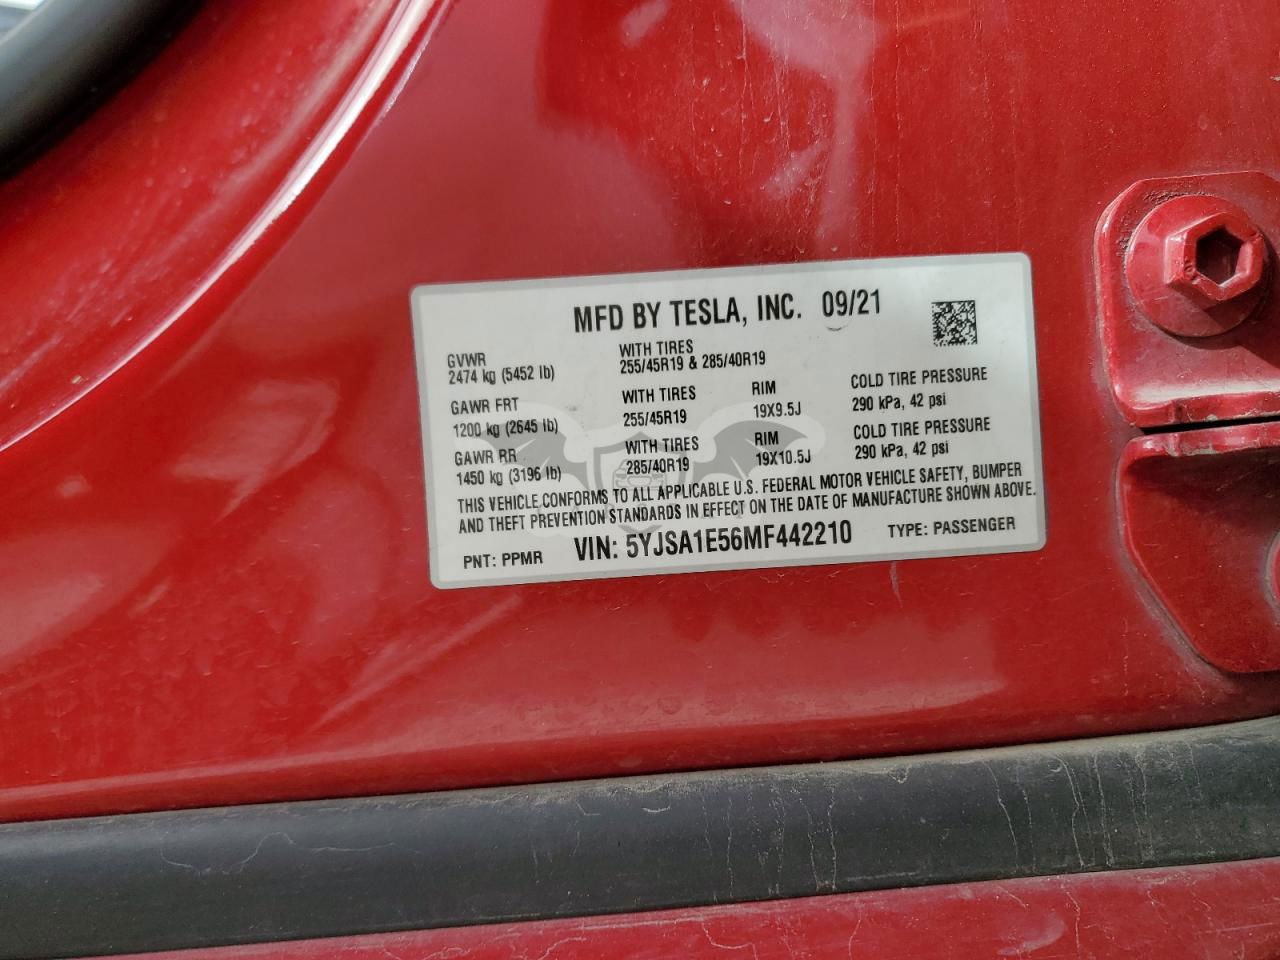 MFD BY TESLA, INC. 09/21
GVWR
2474 kg (5452 lb)
WITH TIRES
255/45R19 & 285/40R19
GAWR FRT
1200 kg (2645 lb)
WITH TIRES
255/45R19
RIM
19X9.5J
COLD TIRE PRESSURE
290 kPa, 42 psi
GAWR RR
1450 kg (3196 lb)
WITH TIRES
285/40R19
RIM
19X10.5J
COLD TIRE PRESSURE
290 kPa, 42 psi
THIS VEHICLE CONFORMS TO ALL APPLICABLE U.S. FEDERAL MOTOR VEHICLE SAFETY, BUMPER
AND THEFT PREVENTION STANDARDS IN EFFECT ON THE DATE OF MANUFACTURE SHOWN ABOVE.
PNT: PPMR VIN: 5YJSA1E56MF442210 TYPE: PASSENGER